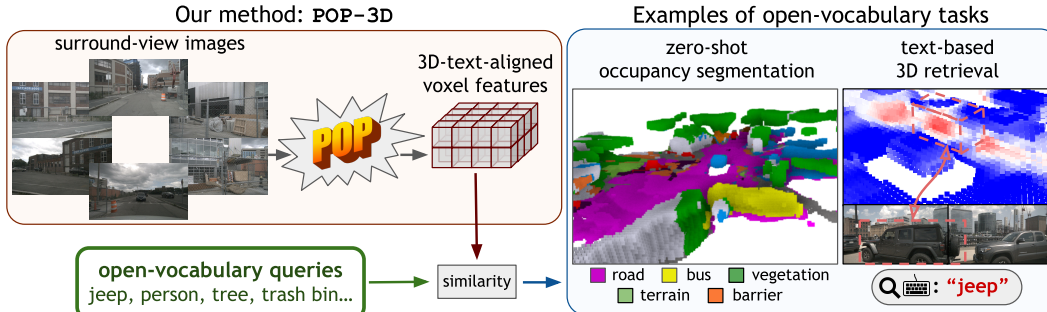 Our method: POP-3D
surround-view images
3D-text-aligned
voxel features
POP
open-vocabulary queries
jeep, person, tree, trash bin...
similarity
Examples of open-vocabulary tasks
zero-shot
occupancy segmentation
text-based
3D retrieval
road bus vegetation
terrain barrier
: “jeep”